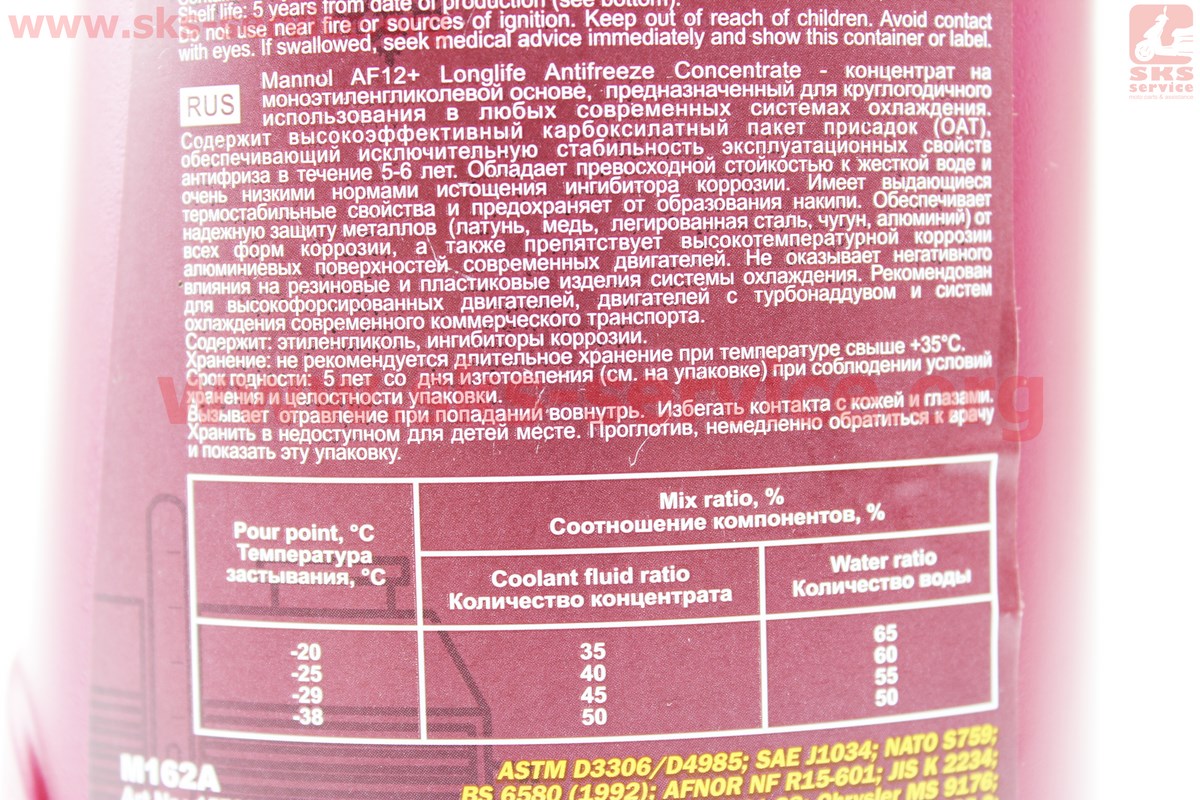 Shelf life: 5 years from date of production (see bottom).
Do not use near fire or sources of ignition. Keep out of reach of children. Avoid contact
with eyes. If swallowed, seek medical advice immediately and show this container or label.
www.sks
SKS
service
RUS
Mannol AF12+ Longlife Antifreeze Concentrate - концентрат на
моноэтиленгликолевой основе, предназначенный для круглогодичного
использования в любых современных системах охлаждения.
Содержит высокоэффективный карбоксилатный пакет присадок (ОАТ),
обеспечивающий исключительную стабильность эксплуатационных свойств
антифриза в течение 5-6 лет. Обладает превосходной стойкостью к жесткой воде и
очень низкими нормами истощения ингибитора коррозии. Имеет выдающиеся
термостабильные свойства и предохраняет от образования накипи. Обеспечивает
надежную защиту металлов (латунь, медь, легированная сталь, чугун, алюминий) от
всех форм коррозии, а также препятствует высокотемпературной коррозии
алюминиевых поверхностей современных двигателей. Не оказывает негативного
влияния на резиновые и пластиковые изделия системы охлаждения. Рекомендован
для высокофорсированных двигателей, двигателей с турбонаддувом и систем
охлаждения современного коммерческого транспорта.
Содержит: этиленгликоль, ингибиторы коррозии.
Хранение: не рекомендуется длительное хранение при температуре свыше +35°C.
Срок годности: 5 лет со дня изготовления (см. на упаковке) при соблюдении условий
хранения и целостности упаковки.
Вызывает отравление при попадании вовнутрь. Избегать контакта с кожей и глазами.
Хранить в недоступном для детей месте. Проглотив, немедленно обратиться к врачу
и показать эту упаковку.
Pour point, °C
Температура
застывания, °C
Mix ratio, %
Соотношение компонентов, %
Coolant fluid ratio
Количество концентрата
Water ratio
Количество воды
-20 35 65
-25 40 60
-29 45 55
-38 50 50
M162A
ASTM D3306/D4985; SAE J1034; NATO S759;
BS 6580 (1992); AFNOR NF R15-601; JIS K 2234;
Chrysler MS 9176;